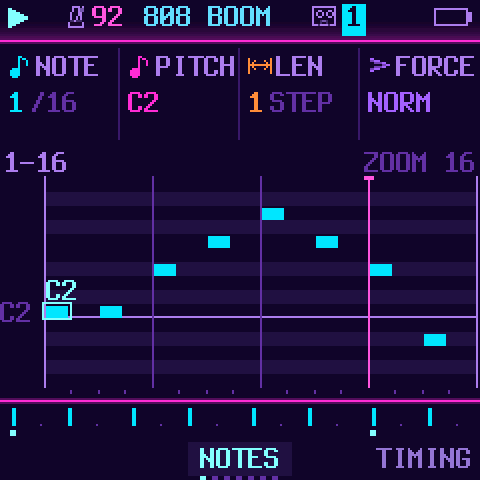 92 808 BOOM 1
NOTE PITCH LEN FORCE
1 /16 C2 1 STEP NORM
1-16 ZOOM 16
C2
C2
NOTES TIMING